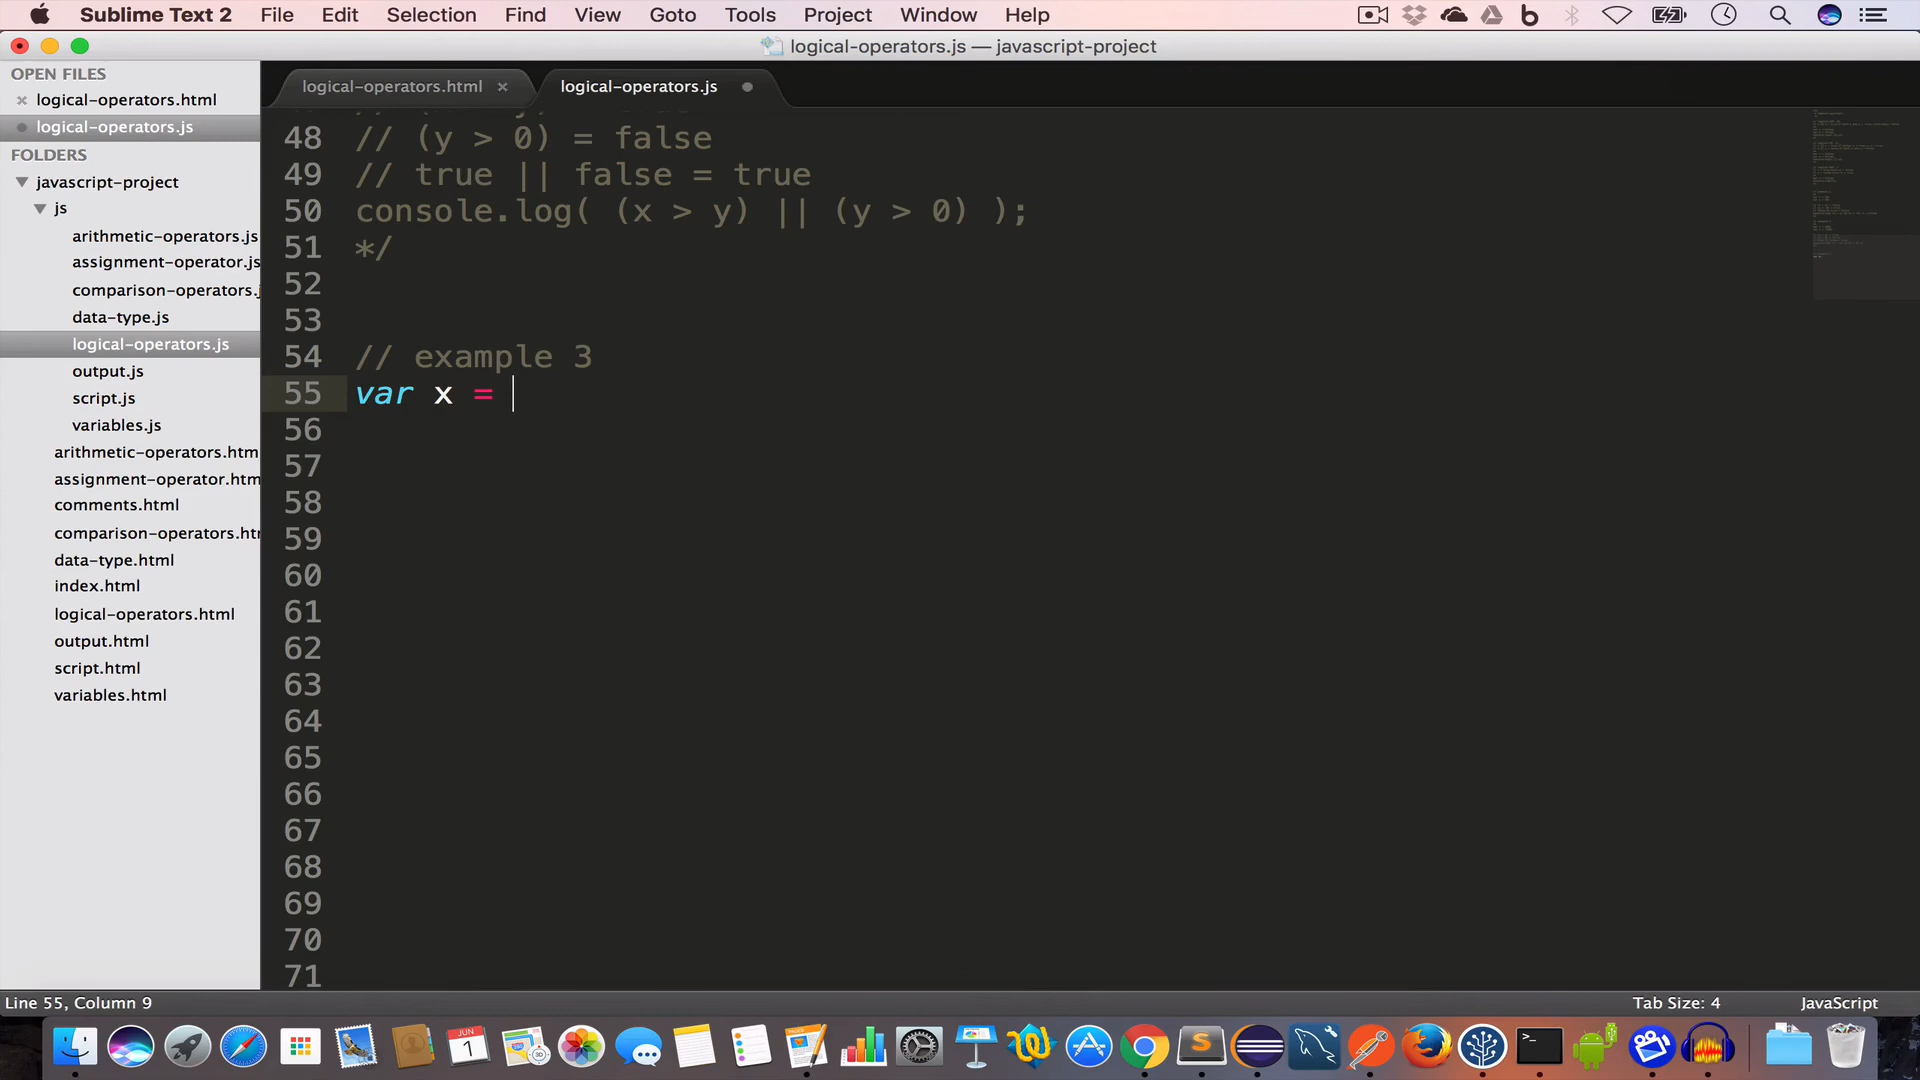 Sublime Text 2 File Edit Selection Find View Goto Tools Project Window Help
logical-operators.js — javascript-project
OPEN FILES
logical-operators.html
logical-operators.js
FOLDERS
javascript-project
js
arithmetic-operators.js
assignment-operator.js
comparison-operators.j
data-type.js
logical-operators.js
output.js
script.js
variables.js
arithmetic-operators.htm
assignment-operator.htm
comments.html
comparison-operators.htm
data-type.html
index.html
logical-operators.html
output.html
script.html
variables.html
logical-operators.html × logical-operators.js
48 // (y > 0) = false
49 // true || false = true
50 console.log( (x > y) || (y > 0) );
51 */
52
53
54 // example 3
55 var x =
56
57
58
59
60
61
62
63
64
65
66
67
68
69
70
71
Line 55, Column 9 Tab Size: 4 JavaScript
JUN
1